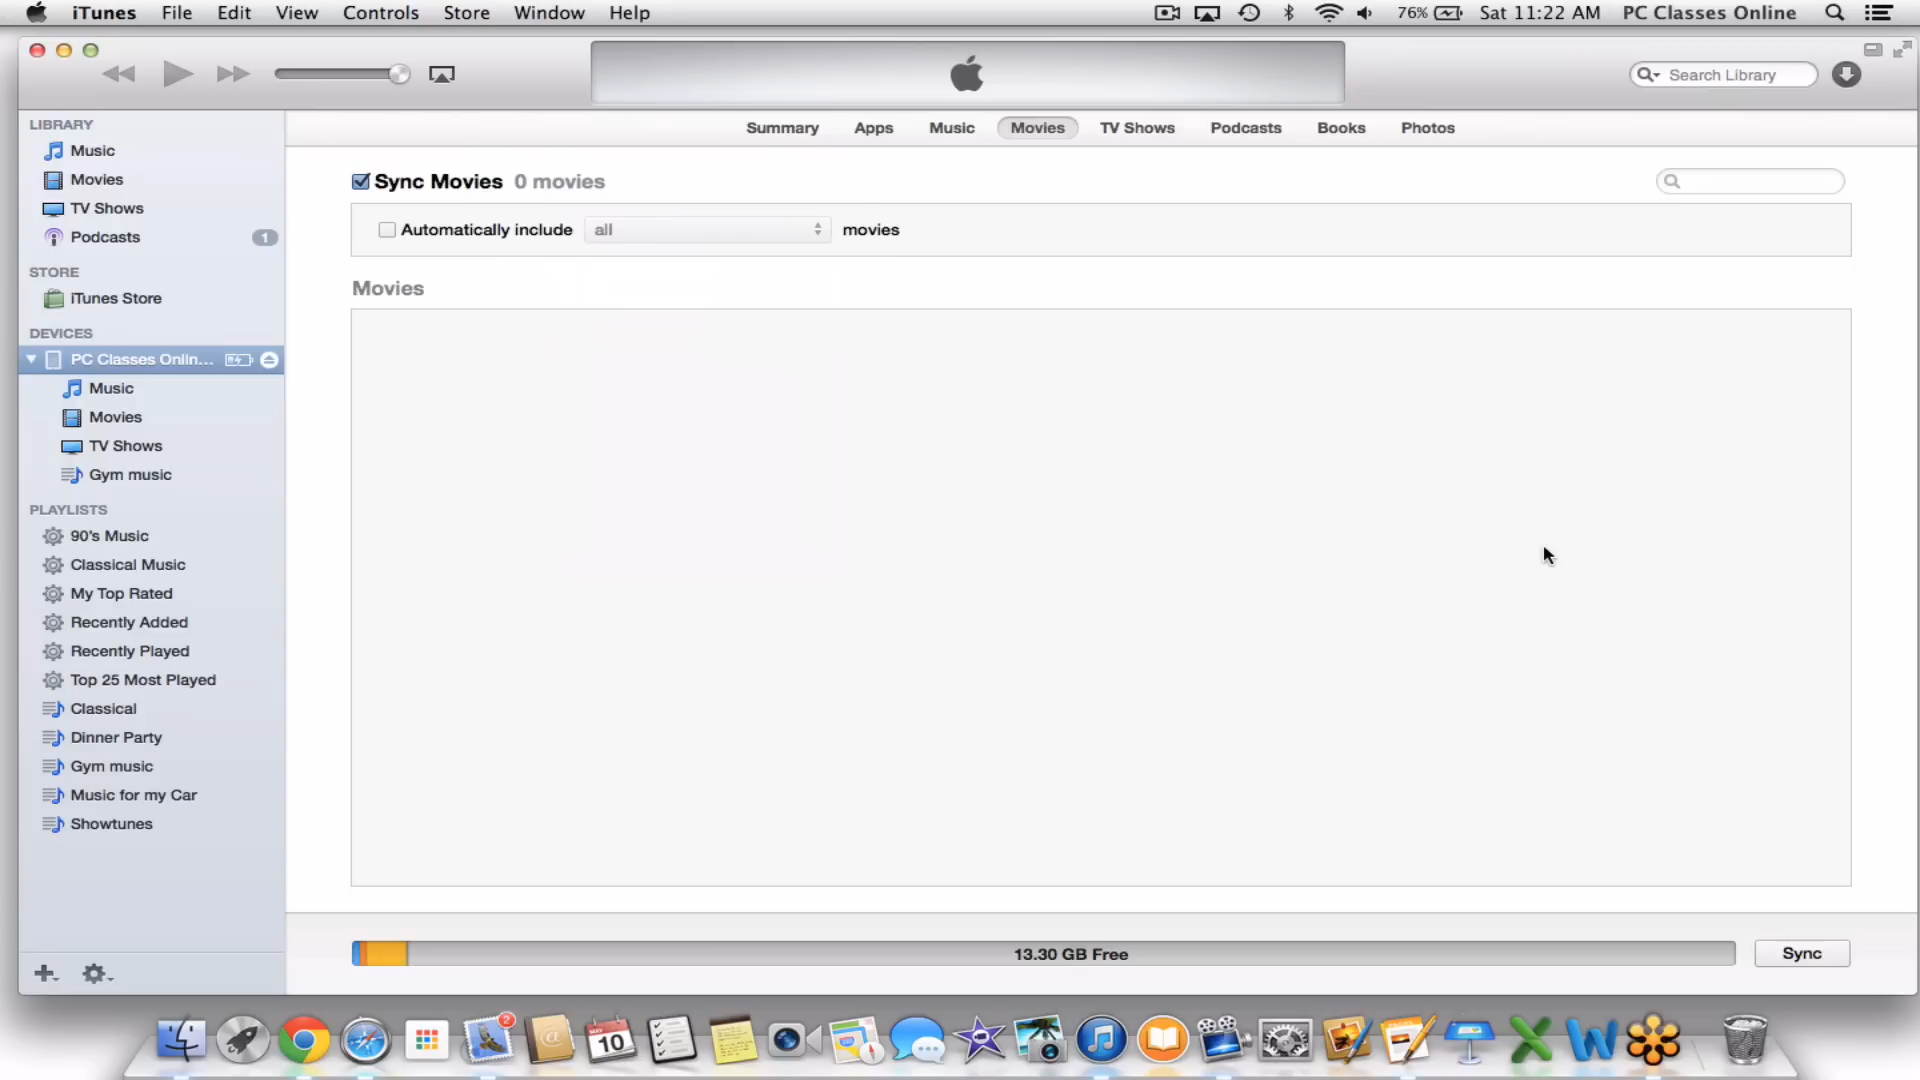 iTunes File Edit View Controls Store Window Help 76% Sat 11:22 AM PC Classes Online
Search Library
LIBRARY
Music
Movies
TV Shows
Podcasts 1
STORE
iTunes Store
DEVICES
PC Classes Onlin...
Music
Movies
TV Shows
Gym music
PLAYLISTS
90's Music
Classical Music
My Top Rated
Recently Added
Recently Played
Top 25 Most Played
Classical
Dinner Party
Gym music
Music for my Car
Showtunes
Summary Apps Music Movies TV Shows Podcasts Books Photos
Sync Movies 0 movies
Automatically include all movies
Movies
13.30 GB Free Sync
2
MAY
10